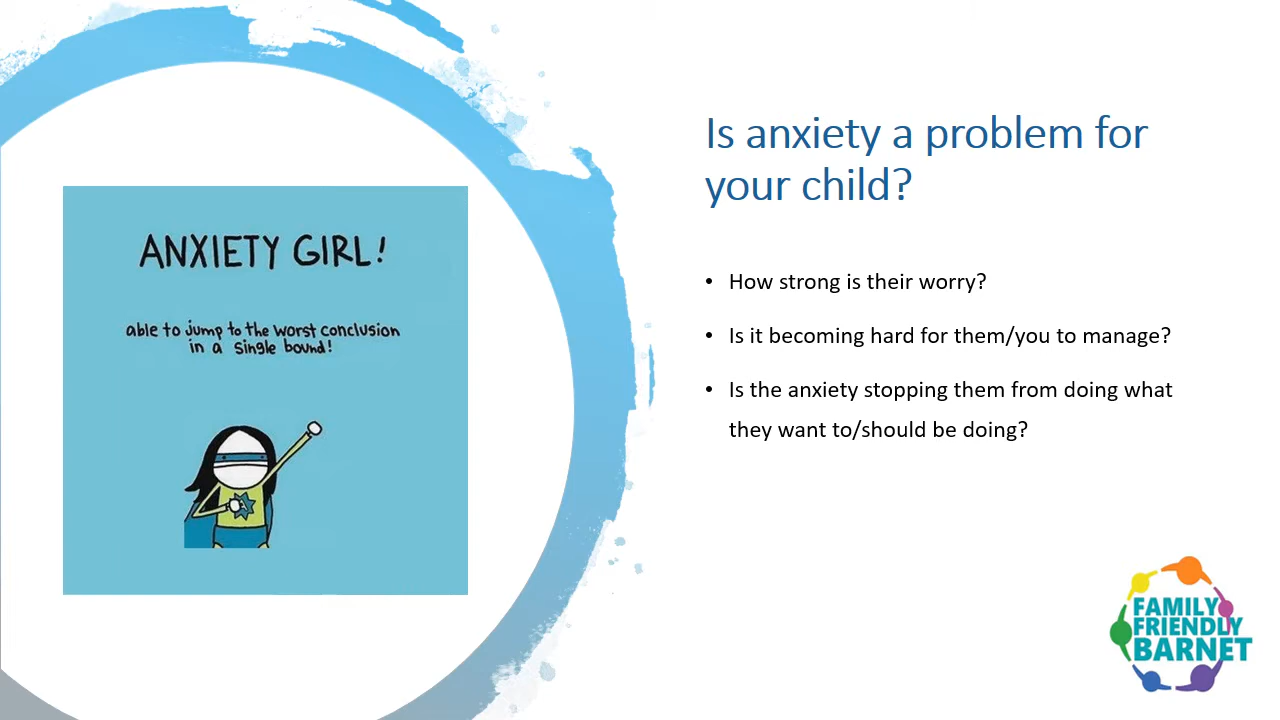 ANXIETY GIRL!
able to jump to the worst conclusion
in a single bound!
Is anxiety a problem for
your child?
• How strong is their worry?
• Is it becoming hard for them/you to manage?
• Is the anxiety stopping them from doing what
they want to/should be doing?
FAMILY
FRIENDLY
BARNET